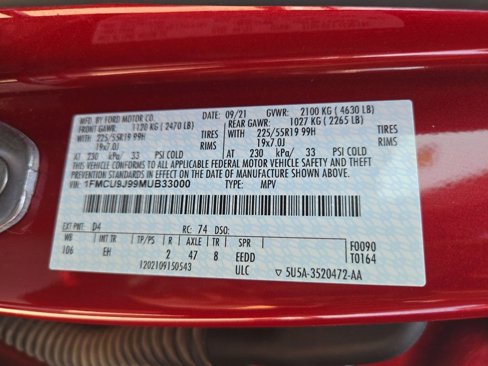 MFD. BY FORD MOTOR CO. DATE: 09/21 GVWR: 2100 KG ( 4630 LB)
FRONT GAWR: 1120 KG ( 2470 LB) REAR GAWR: 1027 KG ( 2265 LB)
WITH 225/55R19 99H TIRES WITH 225/55R19 99H TIRES
19x7.0J RIMS 19x7.0J RIMS
AT 230 kPa/ 33 PSI COLD AT 230 kPa/ 33 PSI COLD
THIS VEHICLE CONFORMS TO ALL APPLICABLE FEDERAL MOTOR VEHICLE SAFETY AND THEFT
PREVENTION STANDARDS IN EFFECT ON THE DATE OF MANUFACTURE SHOWN ABOVE.
VIN: 1FMCU9J99MUB33000 TYPE: MPV
EXT PNT: D4 RC: 74 DSO:
WB INT TR TP/PS R AXLE TR SPR F0090
106 EH 2 47 8 EEDD T0164
1202109150543 ULC 5U5A-3520472-AA